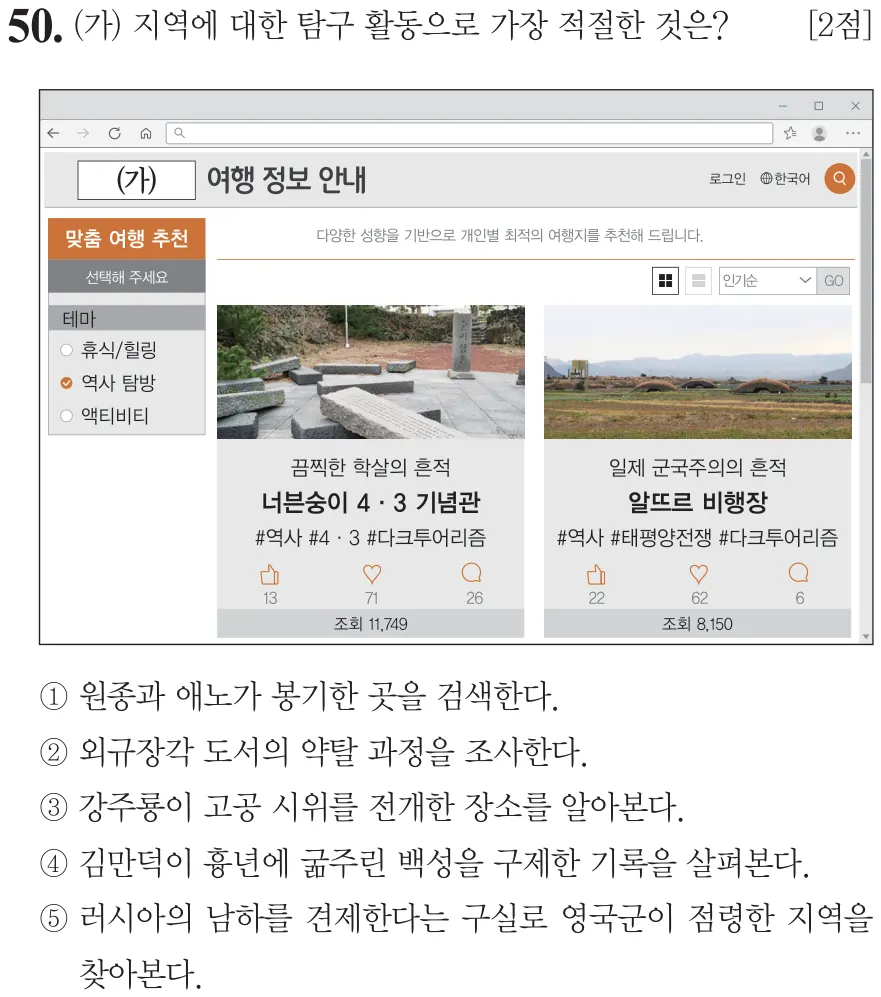 50. (가) 지역에 대한 탐구 활동으로 가장 적절한 것은? [2점]
(가) 여행 정보 안내
로그인 한국어
맞춤 여행 추천
선택해 주세요
테마
휴식/힐링
역사 탐방
액티비티
다양한 성향을 기반으로 개인별 최적의 여행지를 추천해 드립니다.
인기순 GO
끔찍한 학살의 흔적
너븐숭이 4 · 3 기념관
#역사 #4 · 3 #다크투어리즘
13 71 26
조회 11,749
일제 군국주의의 흔적
알뜨르 비행장
#역사 #태평양전쟁 #다크투어리즘
22 62 6
조회 8,150
① 원종과 애노가 봉기한 곳을 검색한다.
② 외규장각 도서의 약탈 과정을 조사한다.
③ 강주룡이 고공 시위를 전개한 장소를 알아본다.
④ 김만덕이 흉년에 굶주린 백성을 구제한 기록을 살펴본다.
⑤ 러시아의 남하를 견제한다는 구실로 영국군이 점령한 지역을
찾아본다.